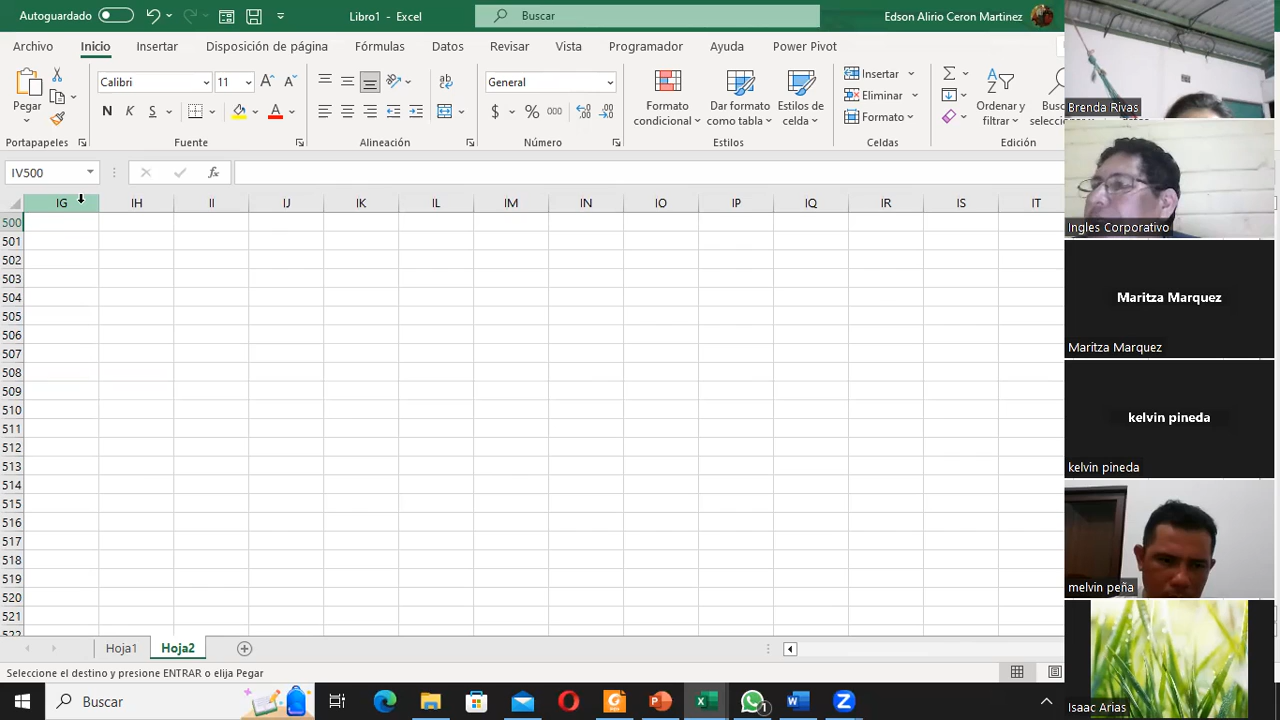 Autoguardado
Libro1 - Excel
Buscar
Edson Alirio Ceron Martinez
Archivo Inicio Insertar Disposición de página Fórmulas Datos Revisar Vista Programador Ayuda Power Pivot
Pegar
Calibri 11
N K S
General
$ % 000
Formato condicional
Dar formato como tabla
Estilos de celda
Insertar
Eliminar
Formato
Ordenar y filtrar
Portapapeles Fuente Alineación Número Estilos Celdas Edición
IV500
fx
IG IH II IJ IK IL IM IN IO IP IQ IR IS IT
500
501
502
503
504
505
506
507
508
509
510
511
512
513
514
515
516
517
518
519
520
521
522
Hoja1 Hoja2
Seleccione el destino y presione ENTRAR o elija Pegar
Buscar
1
Brenda Rivas
Ingles Corporativo
Maritza Marquez
Maritza Marquez
kelvin pineda
kelvin pineda
melvin peña
Isaac Arias